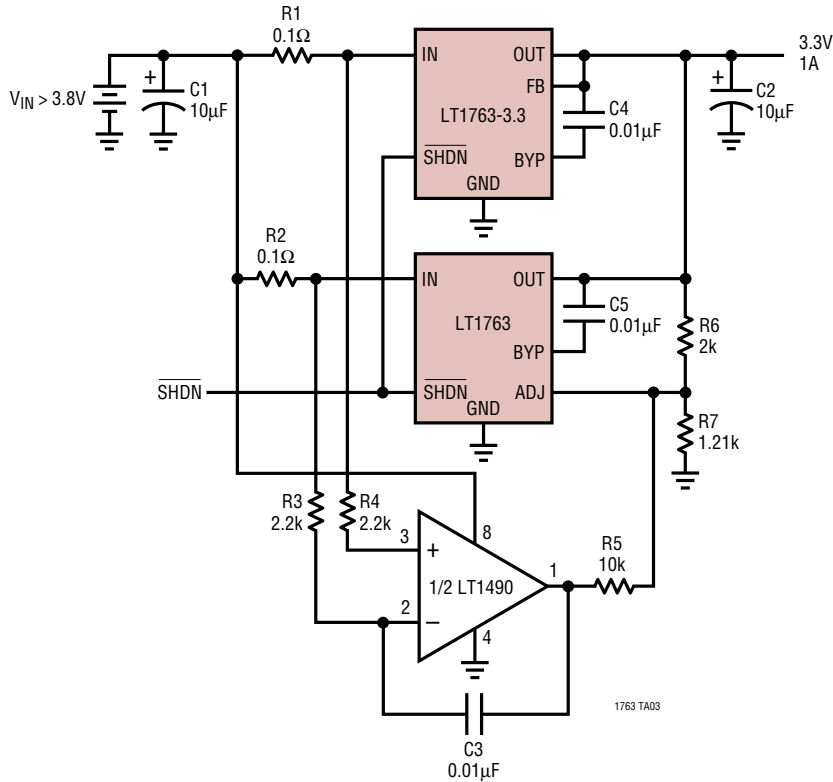 R1
0.1Ω
3.3V
1A
IN
OUT
FB
LT1763-3.3
SHDN
BYP
GND
VIN > 3.8V
+
C1
10µF
C4
0.01µF
+
C2
10µF
R2
0.1Ω
IN
OUT
LT1763
BYP
SHDN
ADJ
GND
C5
0.01µF
R6
2k
SHDN
R7
1.21k
R3
2.2k
R4
2.2k
3
+
8
1/2 LT1490
1
2
−
4
R5
10k
C3
0.01µF
1763 TA03